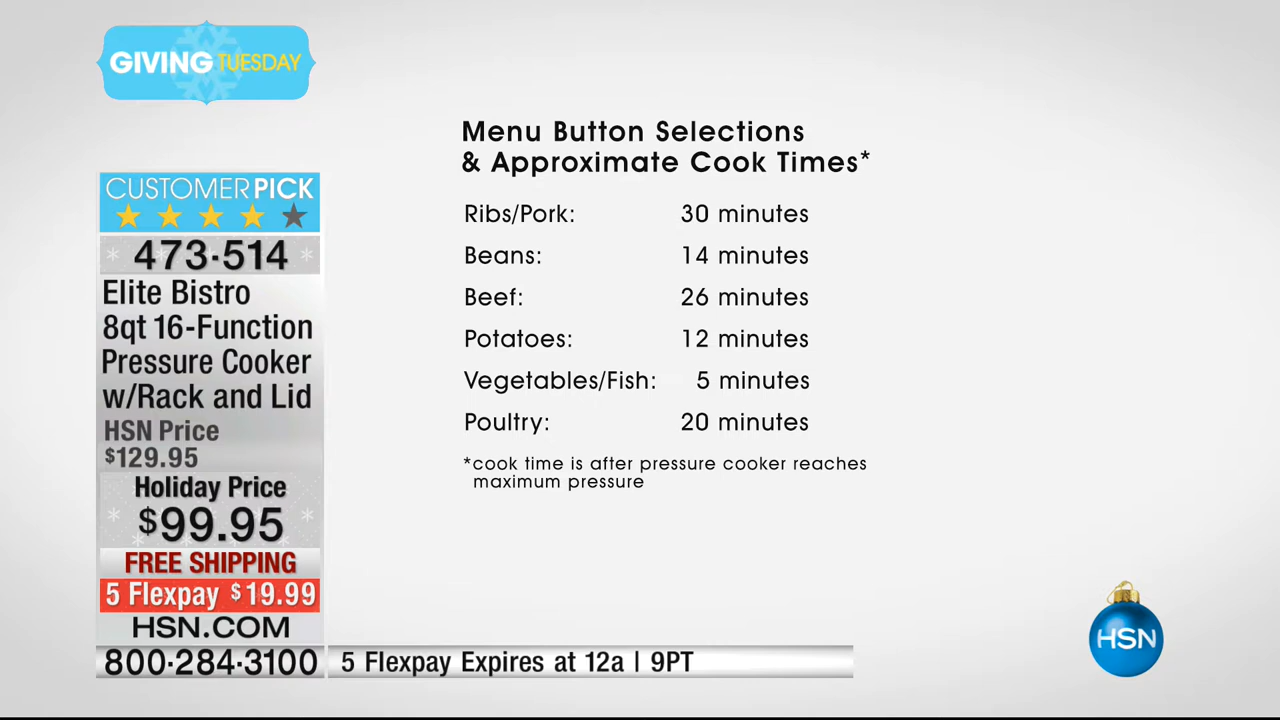 GIVING TUESDAY
CUSTOMER PICK
473-514
Elite Bistro
8qt 16-Function
Pressure Cooker
w/Rack and Lid
HSN Price
$129.95
Holiday Price
$99.95
FREE SHIPPING
5 Flexpay $19.99
HSN.COM
800-284-3100
5 Flexpay Expires at 12a | 9PT
Menu Button Selections
& Approximate Cook Times*
Ribs/Pork: 30 minutes
Beans: 14 minutes
Beef: 26 minutes
Potatoes: 12 minutes
Vegetables/Fish: 5 minutes
Poultry: 20 minutes
*cook time is after pressure cooker reaches
maximum pressure
HSN